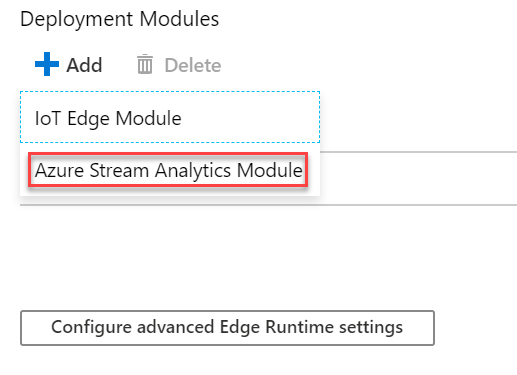 Deployment Modules
Add Delete
IoT Edge Module
Azure Stream Analytics Module
Configure advanced Edge Runtime settings